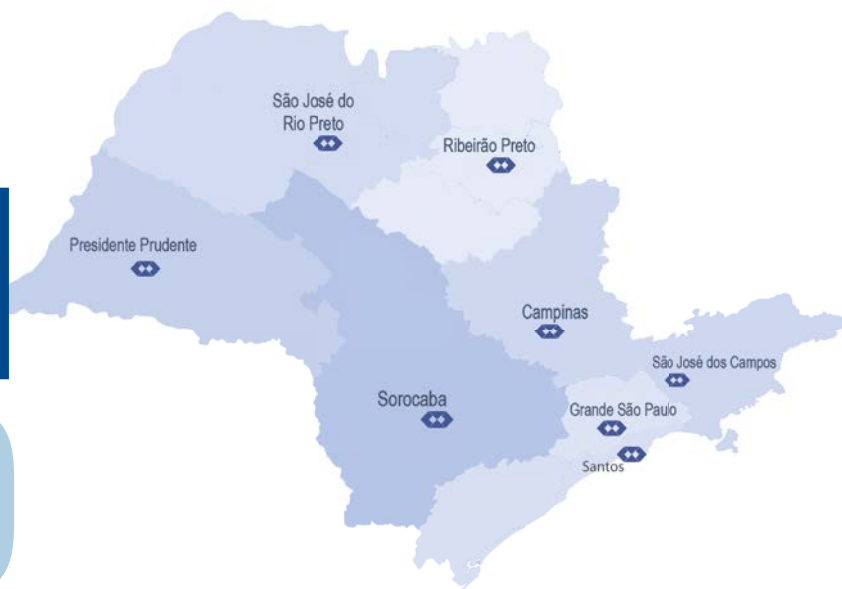 São José do
Rio Preto
Ribeirão Preto
Presidente Prudente
Campinas
São José dos Campos
Sorocaba
Grande São Paulo
Santos